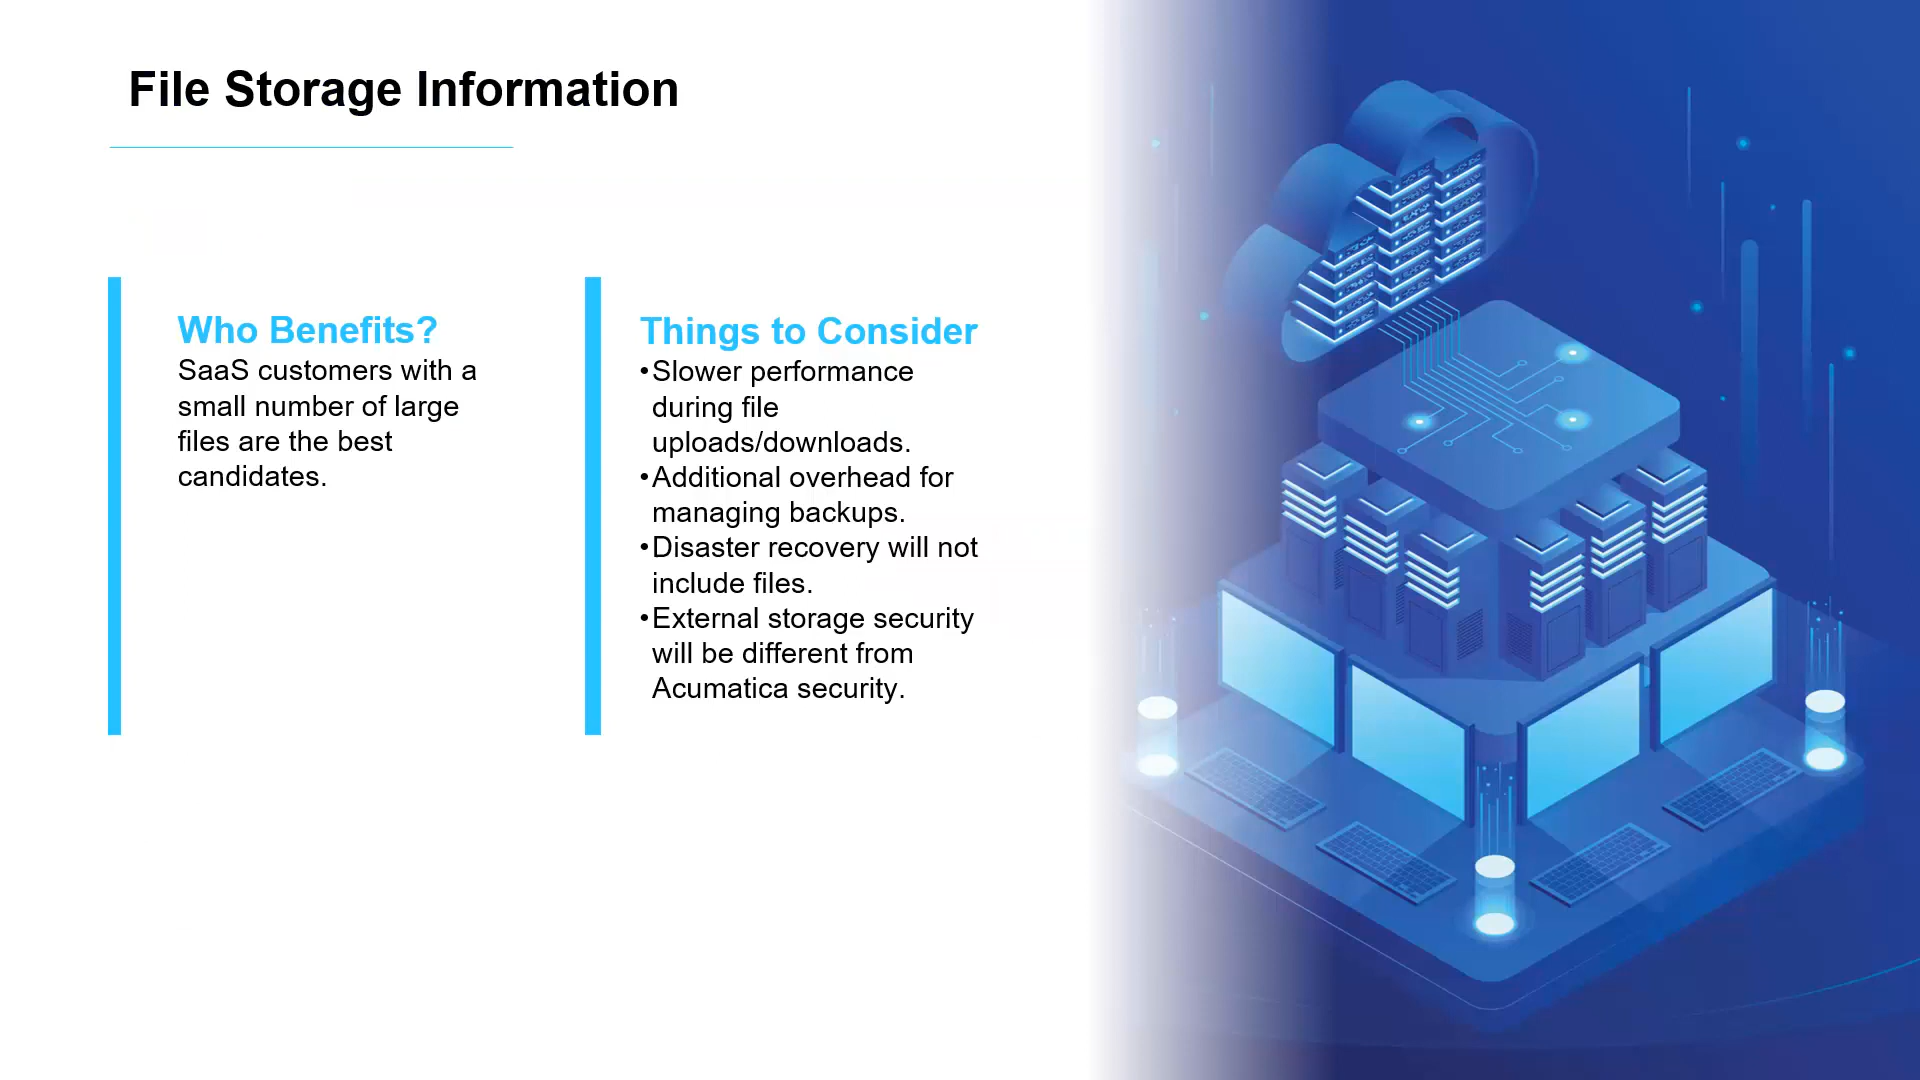 File Storage Information
Who Benefits?
SaaS customers with a
small number of large
files are the best
candidates.
Things to Consider
•Slower performance
during file
uploads/downloads.
•Additional overhead for
managing backups.
•Disaster recovery will not
include files.
•External storage security
will be different from
Acumatica security.